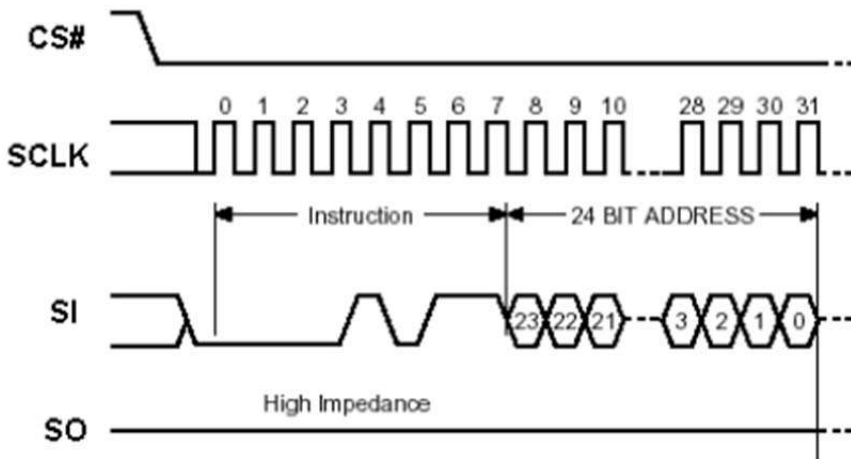 CS#
0 1 2 3 4 5 6 7 8 9 10 28 29 30 31
SCLK
Instruction 24 BIT ADDRESS
SI 23 22 21 3 2 1 0
High Impedance
SO